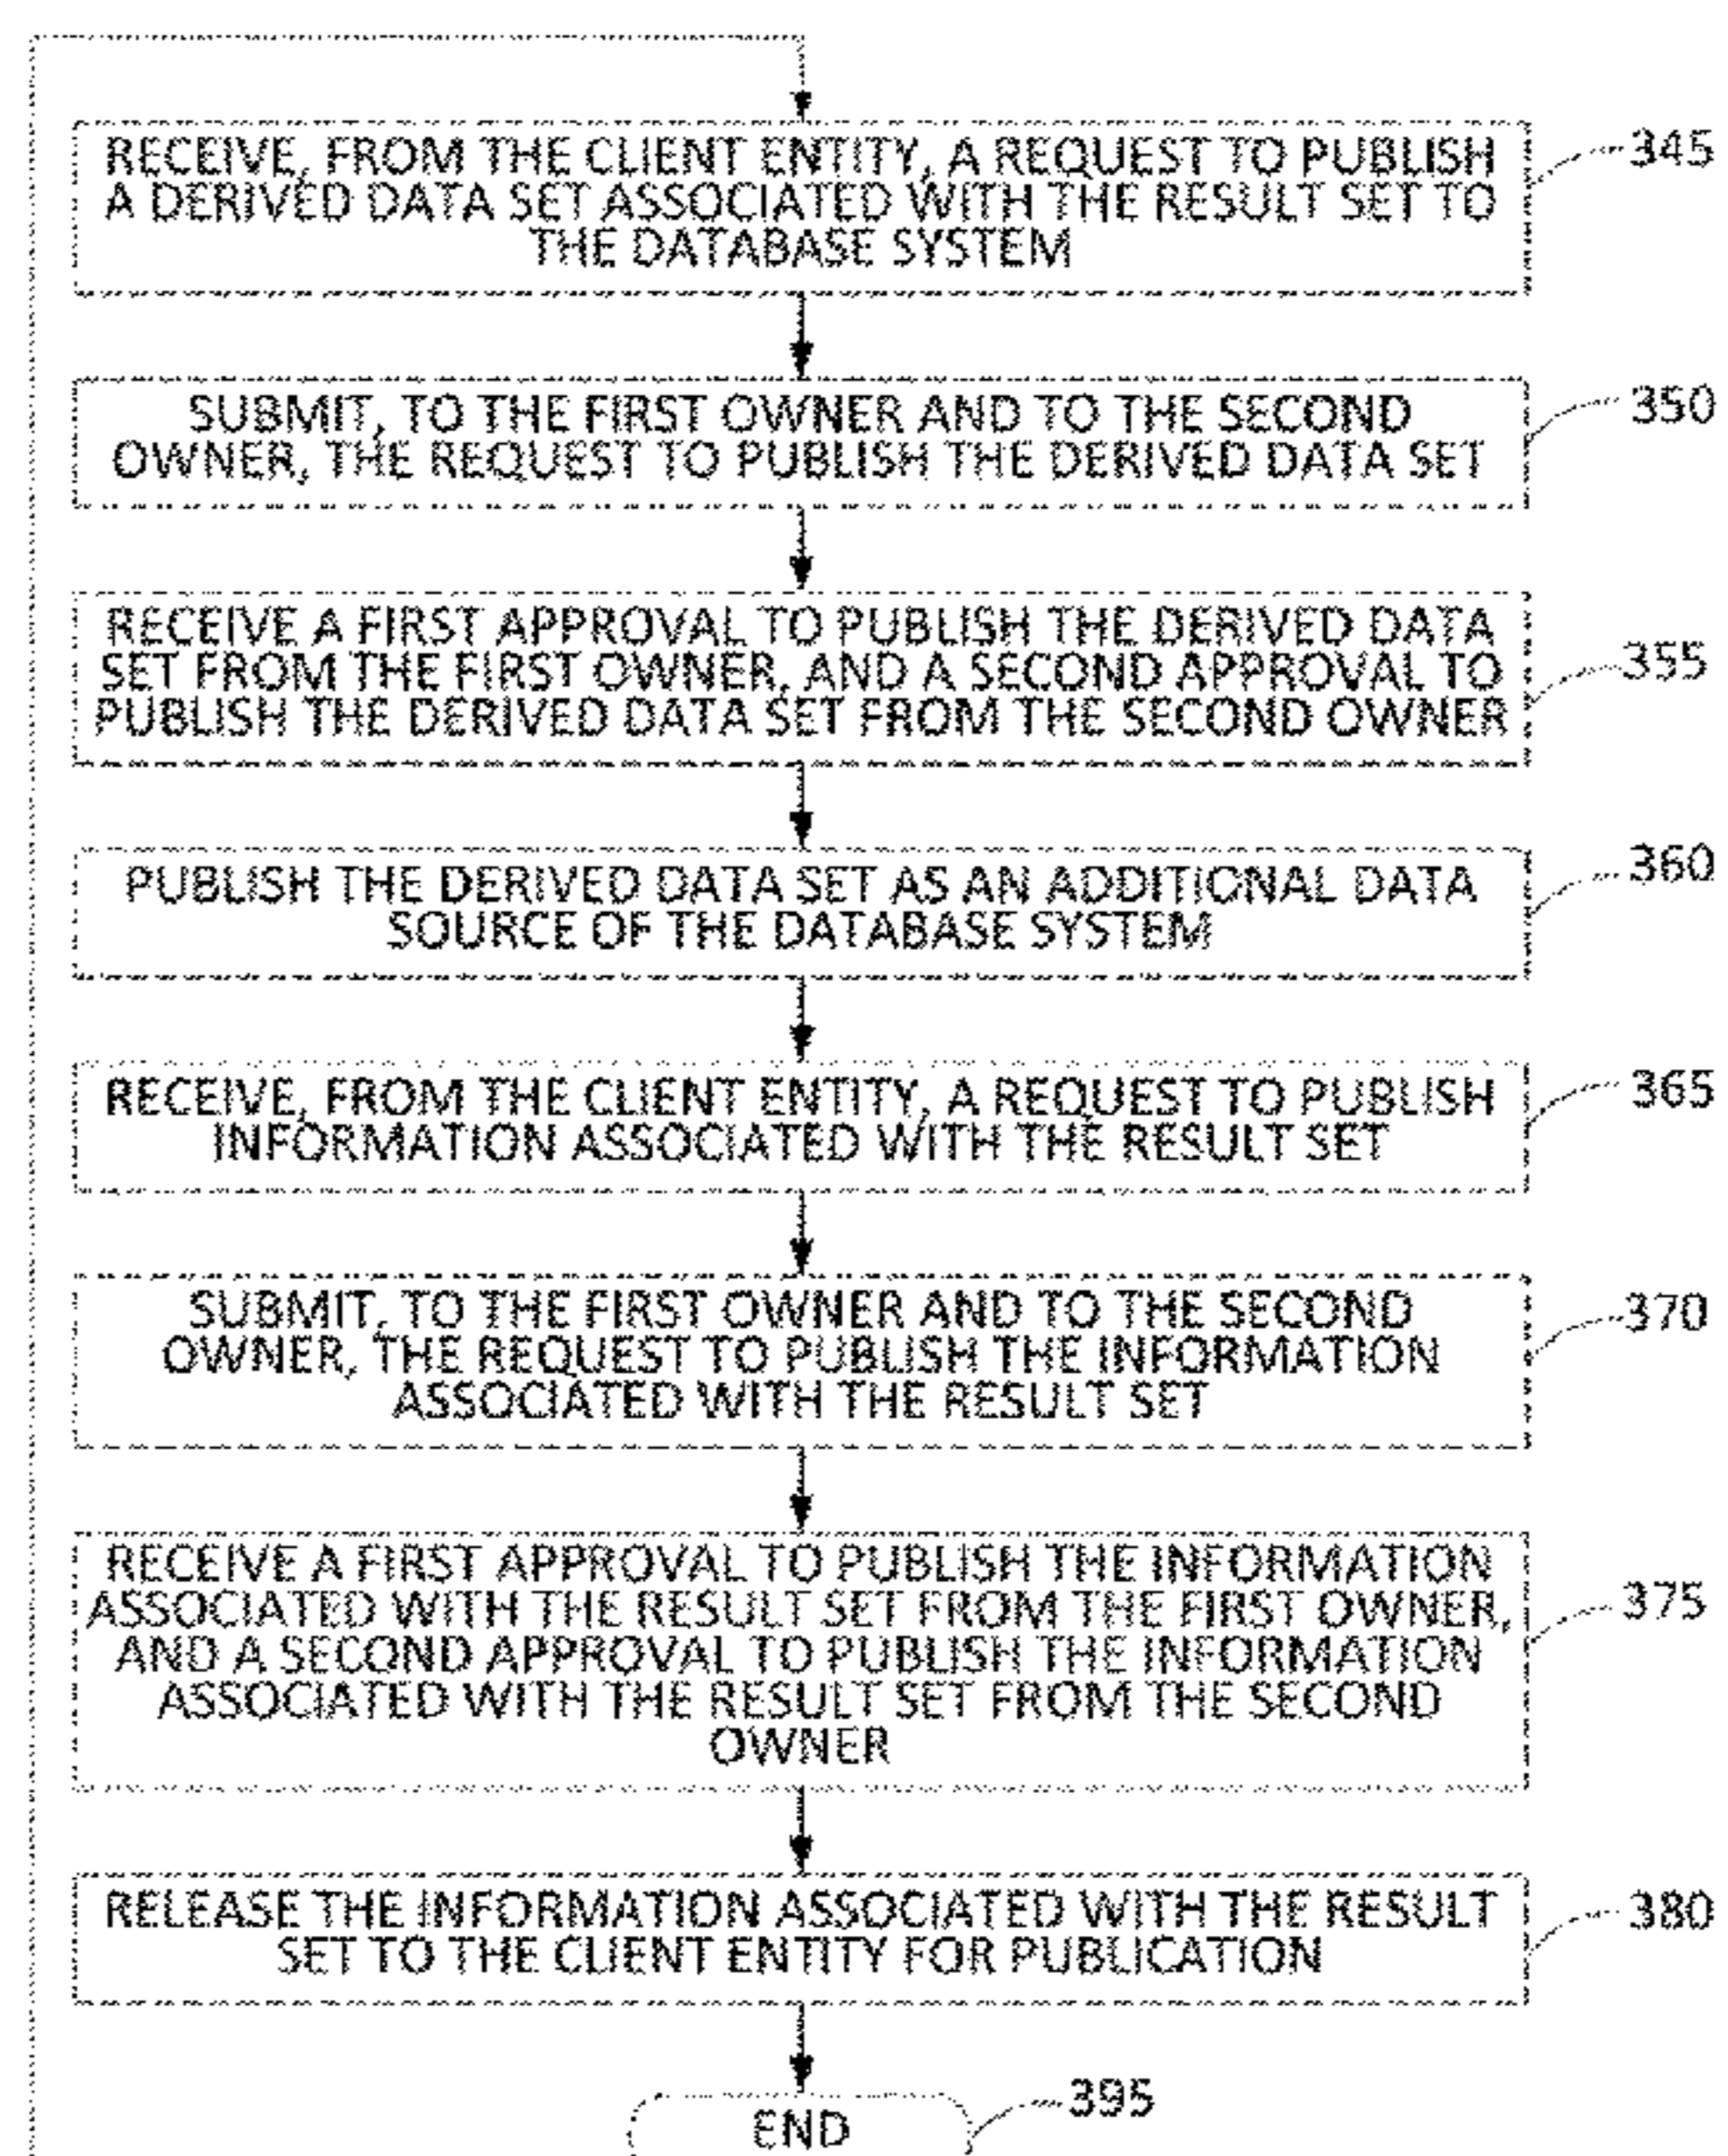 RECEIVE, FROM THE CLIENT ENTITY, A REQUEST TO PUBLISH
A DERIVED DATA SET ASSOCIATED WITH THE RESULT SET TO
THE DATABASE SYSTEM
345
SUBMIT, TO THE FIRST OWNER AND TO THE SECOND
OWNER, THE REQUEST TO PUBLISH THE DERIVED DATA SET
350
RECEIVE A FIRST APPROVAL TO PUBLISH THE DERIVED DATA
SET FROM THE FIRST OWNER, AND A SECOND APPROVAL TO
PUBLISH THE DERIVED DATA SET FROM THE SECOND OWNER
355
PUBLISH THE DERIVED DATA SET AS AN ADDITIONAL DATA
SOURCE OF THE DATABASE SYSTEM
360
RECEIVE, FROM THE CLIENT ENTITY, A REQUEST TO PUBLISH
INFORMATION ASSOCIATED WITH THE RESULT SET
365
SUBMIT, TO THE FIRST OWNER AND TO THE SECOND
OWNER, THE REQUEST TO PUBLISH THE INFORMATION
ASSOCIATED WITH THE RESULT SET
370
RECEIVE A FIRST APPROVAL TO PUBLISH THE INFORMATION
ASSOCIATED WITH THE RESULT SET FROM THE FIRST OWNER,
AND A SECOND APPROVAL TO PUBLISH THE INFORMATION
ASSOCIATED WITH THE RESULT SET FROM THE SECOND
OWNER
375
RELEASE THE INFORMATION ASSOCIATED WITH THE RESULT
SET TO THE CLIENT ENTITY FOR PUBLICATION
380
END
395